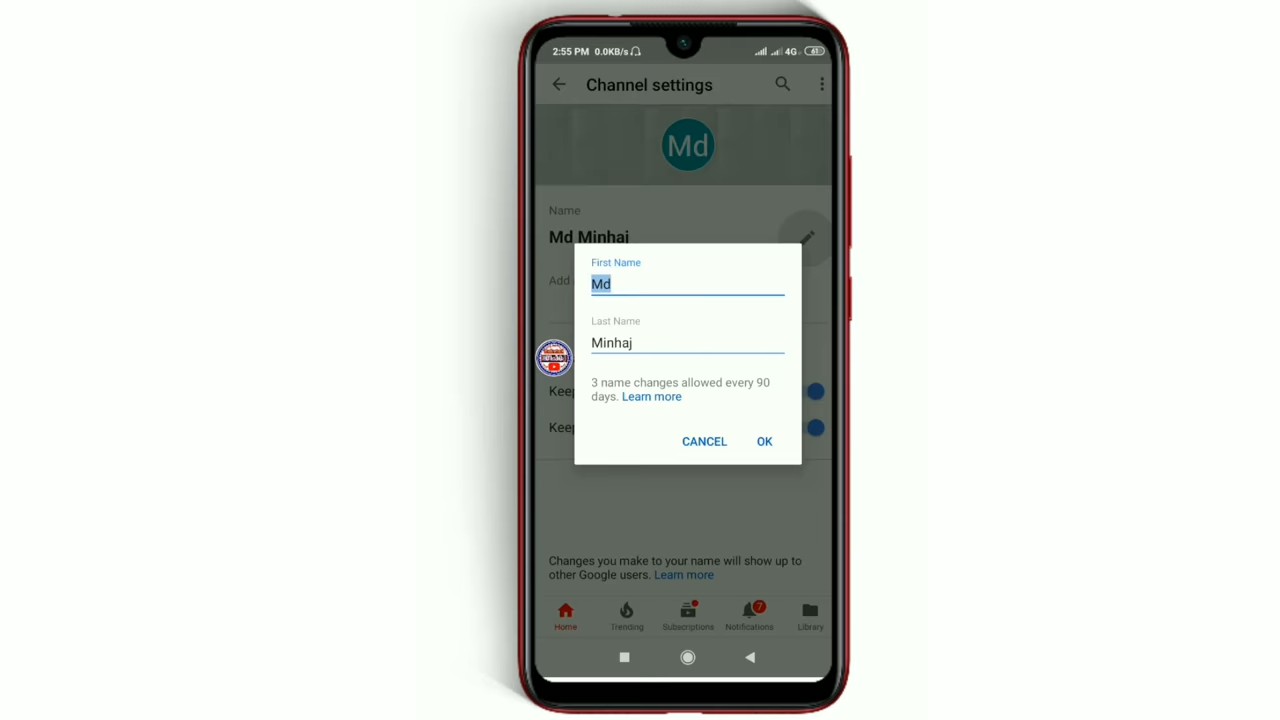 2:55 PM 0.0KB/s 4G 61
Channel settings
Md
Name
Md Minhaj
Add
First Name
Md
Last Name
Minhaj
3 name changes allowed every 90
days. Learn more
CANCEL OK
Keep
Keep
Changes you make to your name will show up to
other Google users. Learn more
7
Home Trending Subscriptions Notifications Library